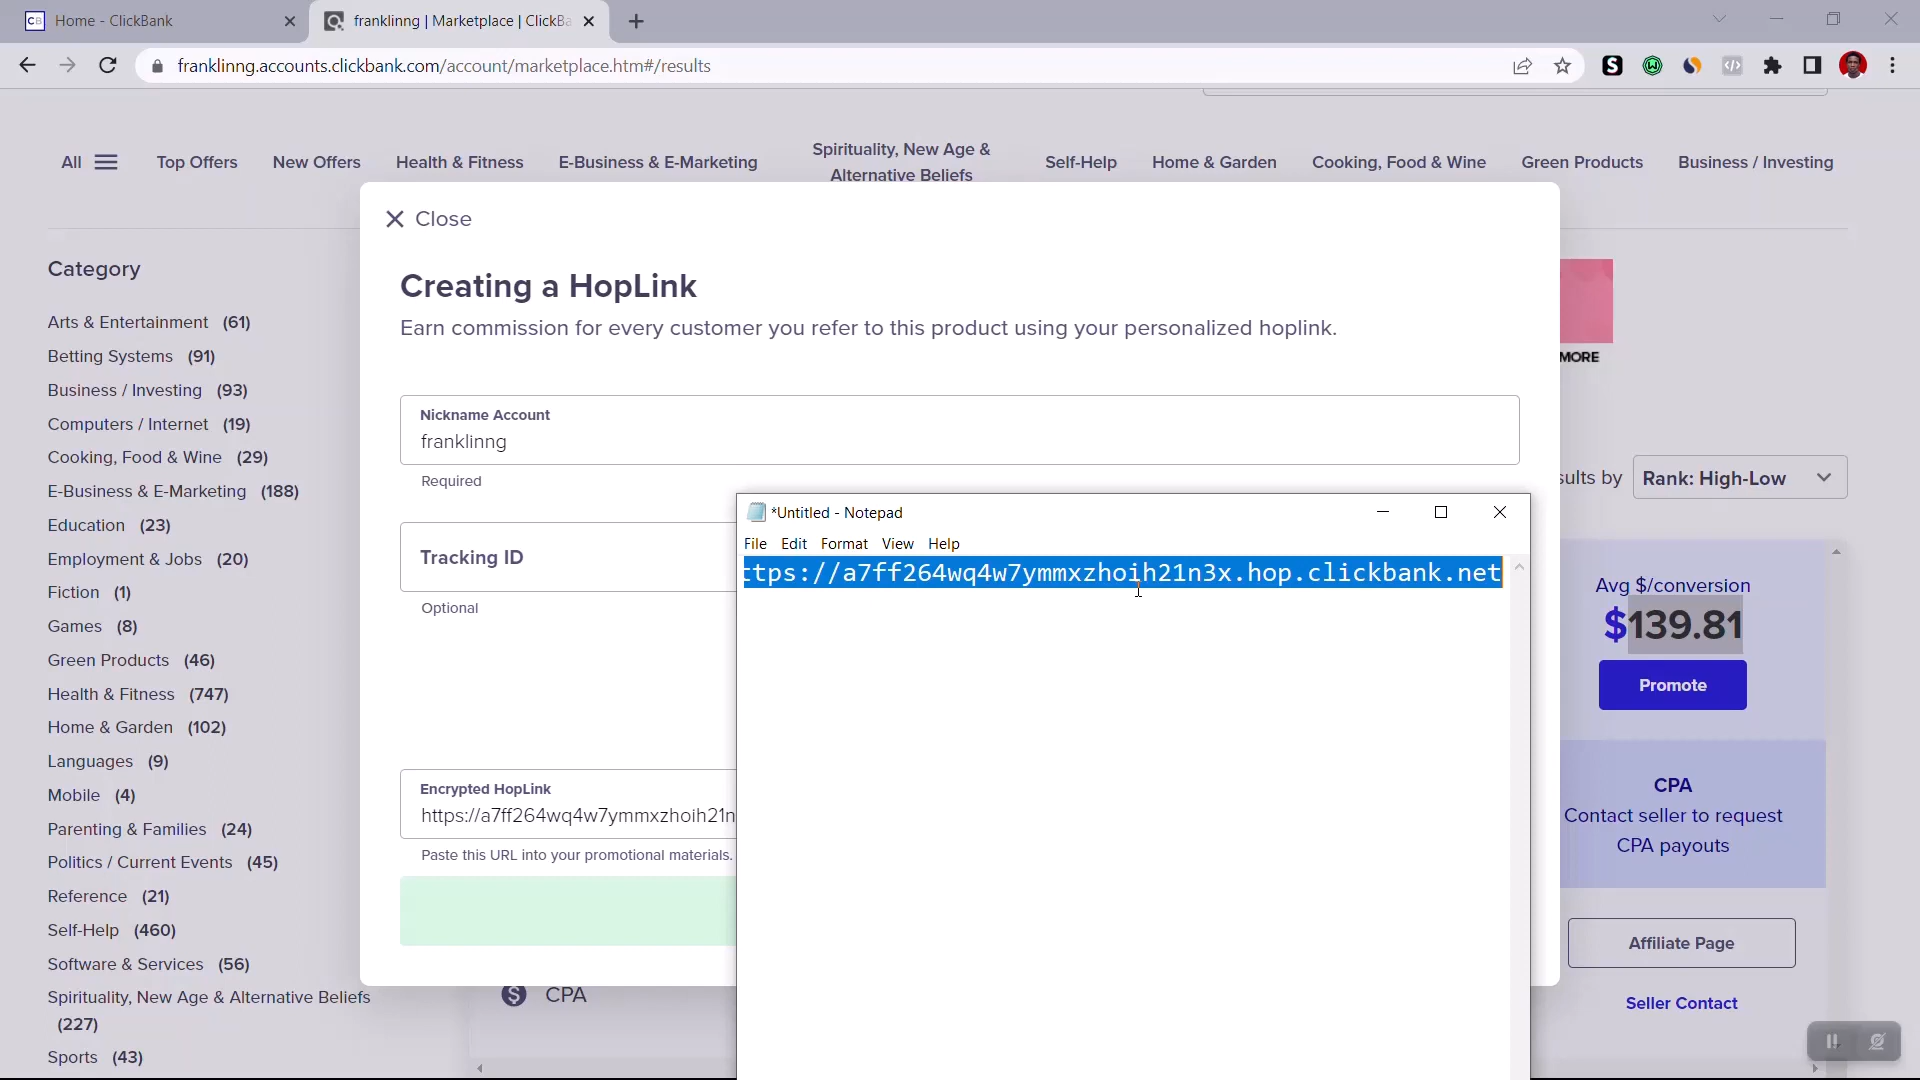 Home - ClickBank
franklinng | Marketplace | ClickBa
franklinng.accounts.clickbank.com/account/marketplace.htm#/results
All
Top Offers
New Offers
Health & Fitness
E-Business & E-Marketing
Spirituality, New Age &
Alternative Beliefs
Self-Help
Home & Garden
Cooking, Food & Wine
Green Products
Business / Investing
Category
Arts & Entertainment (61)
Betting Systems (91)
Business / Investing (93)
Computers / Internet (19)
Cooking, Food & Wine (29)
E-Business & E-Marketing (188)
Education (23)
Employment & Jobs (20)
Fiction (1)
Games (8)
Green Products (46)
Health & Fitness (747)
Home & Garden (102)
Languages (9)
Mobile (4)
Parenting & Families (24)
Politics / Current Events (45)
Reference (21)
Self-Help (460)
Software & Services (56)
Spirituality, New Age & Alternative Beliefs
(227)
Sports (43)
Close
Creating a HopLink
Earn commission for every customer you refer to this product using your personalized hoplink.
Nickname Account
franklinng
Required
Tracking ID
Optional
Encrypted HopLink
https://a7ff264wq4w7ymmxzhoih21n
Paste this URL into your promotional materials.
CPA
*Untitled - Notepad
File Edit Format View Help
ttps://a7ff264wq4w7ymmxzhoih21n3x.hop.clickbank.net
MORE
sults by
Rank: High-Low
Avg $/conversion
$139.81
Promote
CPA
Contact seller to request
CPA payouts
Affiliate Page
Seller Contact